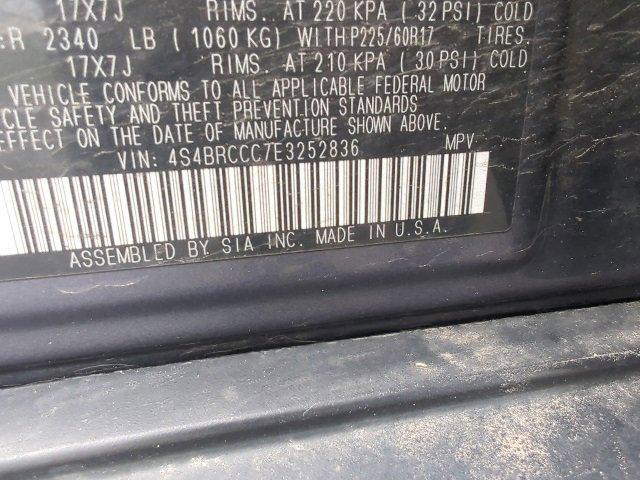 17X7J RIMS. AT 220 KPA ( 32 PSI) COLD
R 2340 LB ( 1060 KG) WITH P225/60R17 TIRES.
17X7J RIMS. AT 210 KPA ( 30 PSI) COLD
VEHICLE CONFORMS TO ALL APPLICABLE FEDERAL MOTOR
CLE SAFETY AND THEFT PREVENTION STANDARDS
EFFECT ON THE DATE OF MANUFACTURE SHOWN ABOVE.
VIN: 4S4BRCCC7E3252836 MPV
ASSEMBLED BY SIA INC. MADE IN U.S.A.